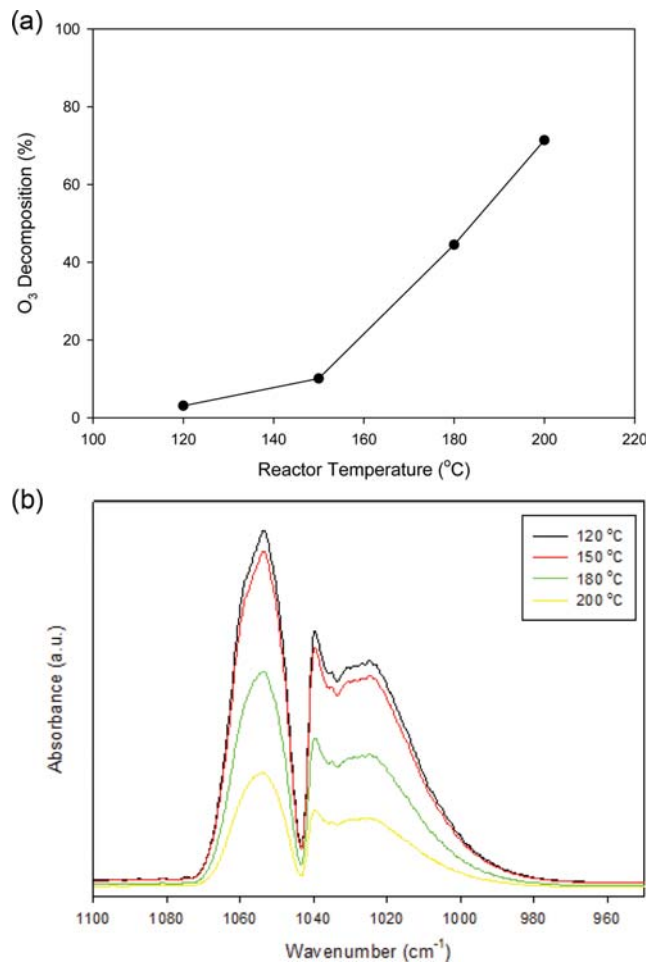 (a)
100
80
60
40
20
0
O₃ Decomposition (%)
100 120 140 160 180 200 220
Reactor Temperature (°C)
(b)
120 °C
150 °C
180 °C
200 °C
Absorbance (a.u.)
1100 1080 1060 1040 1020 1000 980 960
Wavenumber (cm⁻¹)